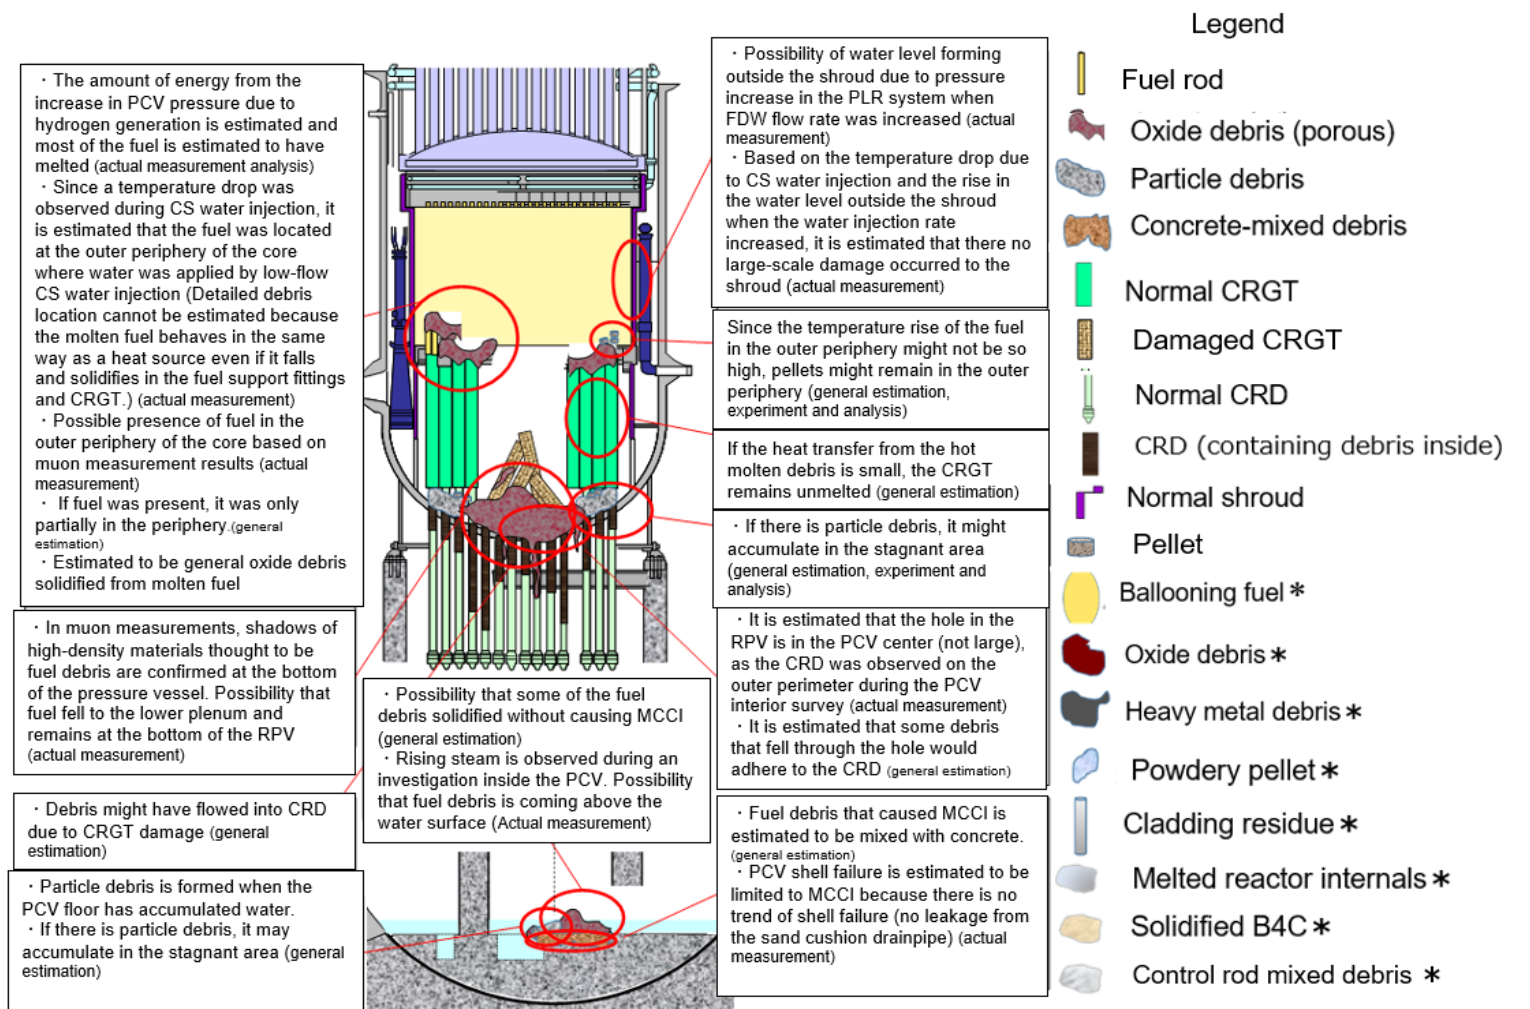 ・The amount of energy from the
increase in PCV pressure due to
hydrogen generation is estimated and
most of the fuel is estimated to have
melted (actual measurement analysis)
・Since a temperature drop was
observed during CS water injection, it
is estimated that the fuel was located
at the outer periphery of the core
where water was applied by low-flow
CS water injection (Detailed debris
location cannot be estimated because
the molten fuel behaves in the same
way as a heat source even if it falls
and solidifies in the fuel support fittings
and CRGT.) (actual measurement)
・Possible presence of fuel in the
outer periphery of the core based on
muon measurement results (actual
measurement)
・If fuel was present, it was only
partially in the periphery.(general
estimation)
・Estimated to be general oxide debris
solidified from molten fuel
・In muon measurements, shadows of
high-density materials thought to be
fuel debris are confirmed at the bottom
of the pressure vessel. Possibility that
fuel fell to the lower plenum and
remains at the bottom of the RPV
(actual measurement)
・Debris might have flowed into CRD
due to CRGT damage (general
estimation)
・Particle debris is formed when the
PCV floor has accumulated water.
・If there is particle debris, it may
accumulate in the stagnant area (general
estimation)
・Possibility that some of the fuel
debris solidified without causing MCCI
(general estimation)
・Rising steam is observed during an
investigation inside the PCV. Possibility
that fuel debris is coming above the
water surface (Actual measurement)
・Possibility of water level forming
outside the shroud due to pressure
increase in the PLR system when
FDW flow rate was increased (actual
measurement)
・Based on the temperature drop due
to CS water injection and the rise in
the water level outside the shroud
when the water injection rate
increased, it is estimated that there no
large-scale damage occurred to the
shroud (actual measurement)
Since the temperature rise of the fuel
in the outer periphery might not be so
high, pellets might remain in the outer
periphery (general estimation,
experiment and analysis)
If the heat transfer from the hot
molten debris is small, the CRGT
remains unmelted (general estimation)
・If there is particle debris, it might
accumulate in the stagnant area
(general estimation, experiment and
analysis)
・It is estimated that the hole in the
RPV is in the PCV center (not large),
as the CRD was observed on the
outer perimeter during the PCV
interior survey (actual measurement)
・It is estimated that some debris
that fell through the hole would
adhere to the CRD (general estimation)
・Fuel debris that caused MCCI is
estimated to be mixed with concrete.
(general estimation)
・PCV shell failure is estimated to be
limited to MCCI because there is no
trend of shell failure (no leakage from
the sand cushion drainpipe) (actual
measurement)
Legend
Fuel rod
Oxide debris (porous)
Particle debris
Concrete-mixed debris
Normal CRGT
Damaged CRGT
Normal CRD
CRD (containing debris inside)
Normal shroud
Pellet
Ballooning fuel＊
Oxide debris＊
Heavy metal debris＊
Powdery pellet＊
Cladding residue＊
Melted reactor internals＊
Solidified B4C＊
Control rod mixed debris ＊